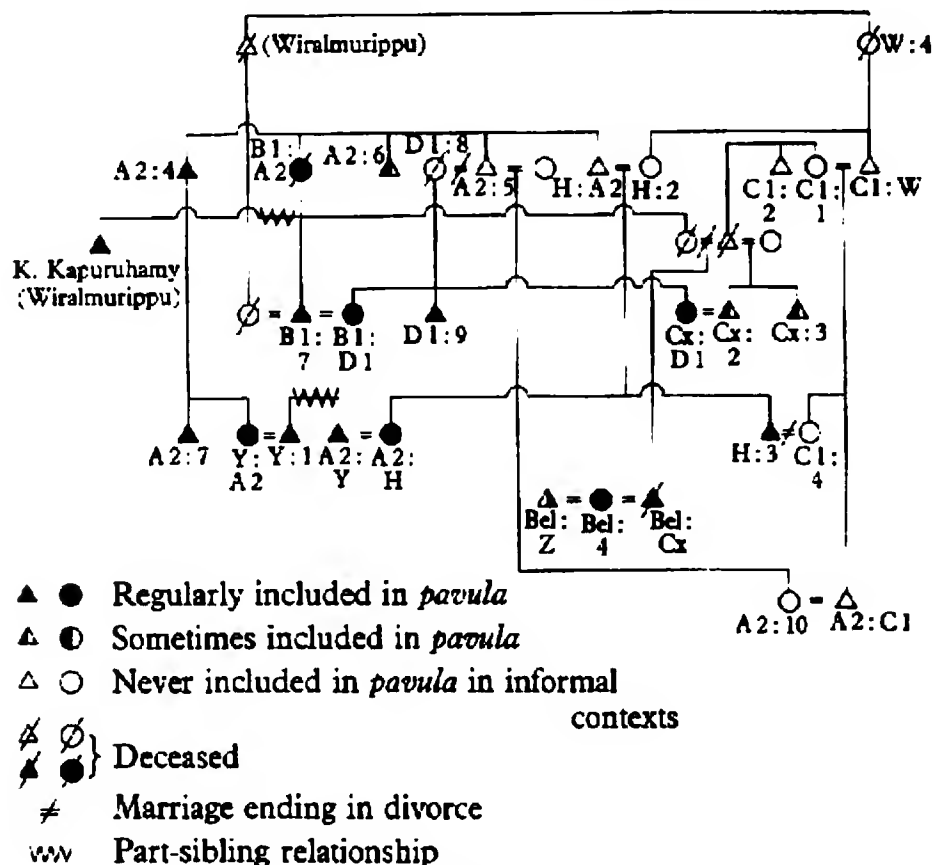 (Wiralmurippu) W:4
B1: D1:8
A2:4 A2 A2:6 A2:5 H:A2 H:2 C1: C1: C1:W
2 1
K. Kapuruhamy
(Wiralmurippu)
B1: B1: D1:9 Cx: Cx: Cx:3
7 D1 D1 2
A2:7 Y: Y:1 A2: A2: H:3 C1:
A2 Y H 4
Bel: Bel: Bel:
Z 4 Cx
A2:10 A2:C1
Regularly included in pavula
Sometimes included in pavula
Never included in pavula in informal
contexts
Deceased
Marriage ending in divorce
Part-sibling relationship